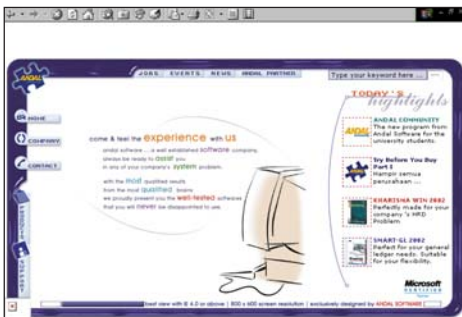 JOBS EVENTS NEWS ANDAL PARTNER
Type your keyword here ...
ANDAL
HOME
COMPANY
CONTACT
PRODUCTS
SUPPORT
come & feel the experience with us
andal software ... a well established software company,
always be ready to assist you
in any of your company's system problem.
with the most qualified results
from the most qualified brains
we proudly present you the well-tested softwares
that you will never be disappointed to use.
TODAY'S
highlights
ANDAL
ANDAL COMMUNITY
The new program from
Andal Software for the
university students.
Try Before You Buy
Part I
Hampir semua
perusahaan ...
KHARISMA WIN 2002
Perfectly made for your
company 's HRD
Problem.
SMART-GL 2002
Perfect for your general
ledger needs. Suitable
for your flexibility.
Microsoft
CERTIFIED
best view with IE 4.0 or above | 800 x 600 screen resolution | exclusively designed by ANDAL SOFTWARE